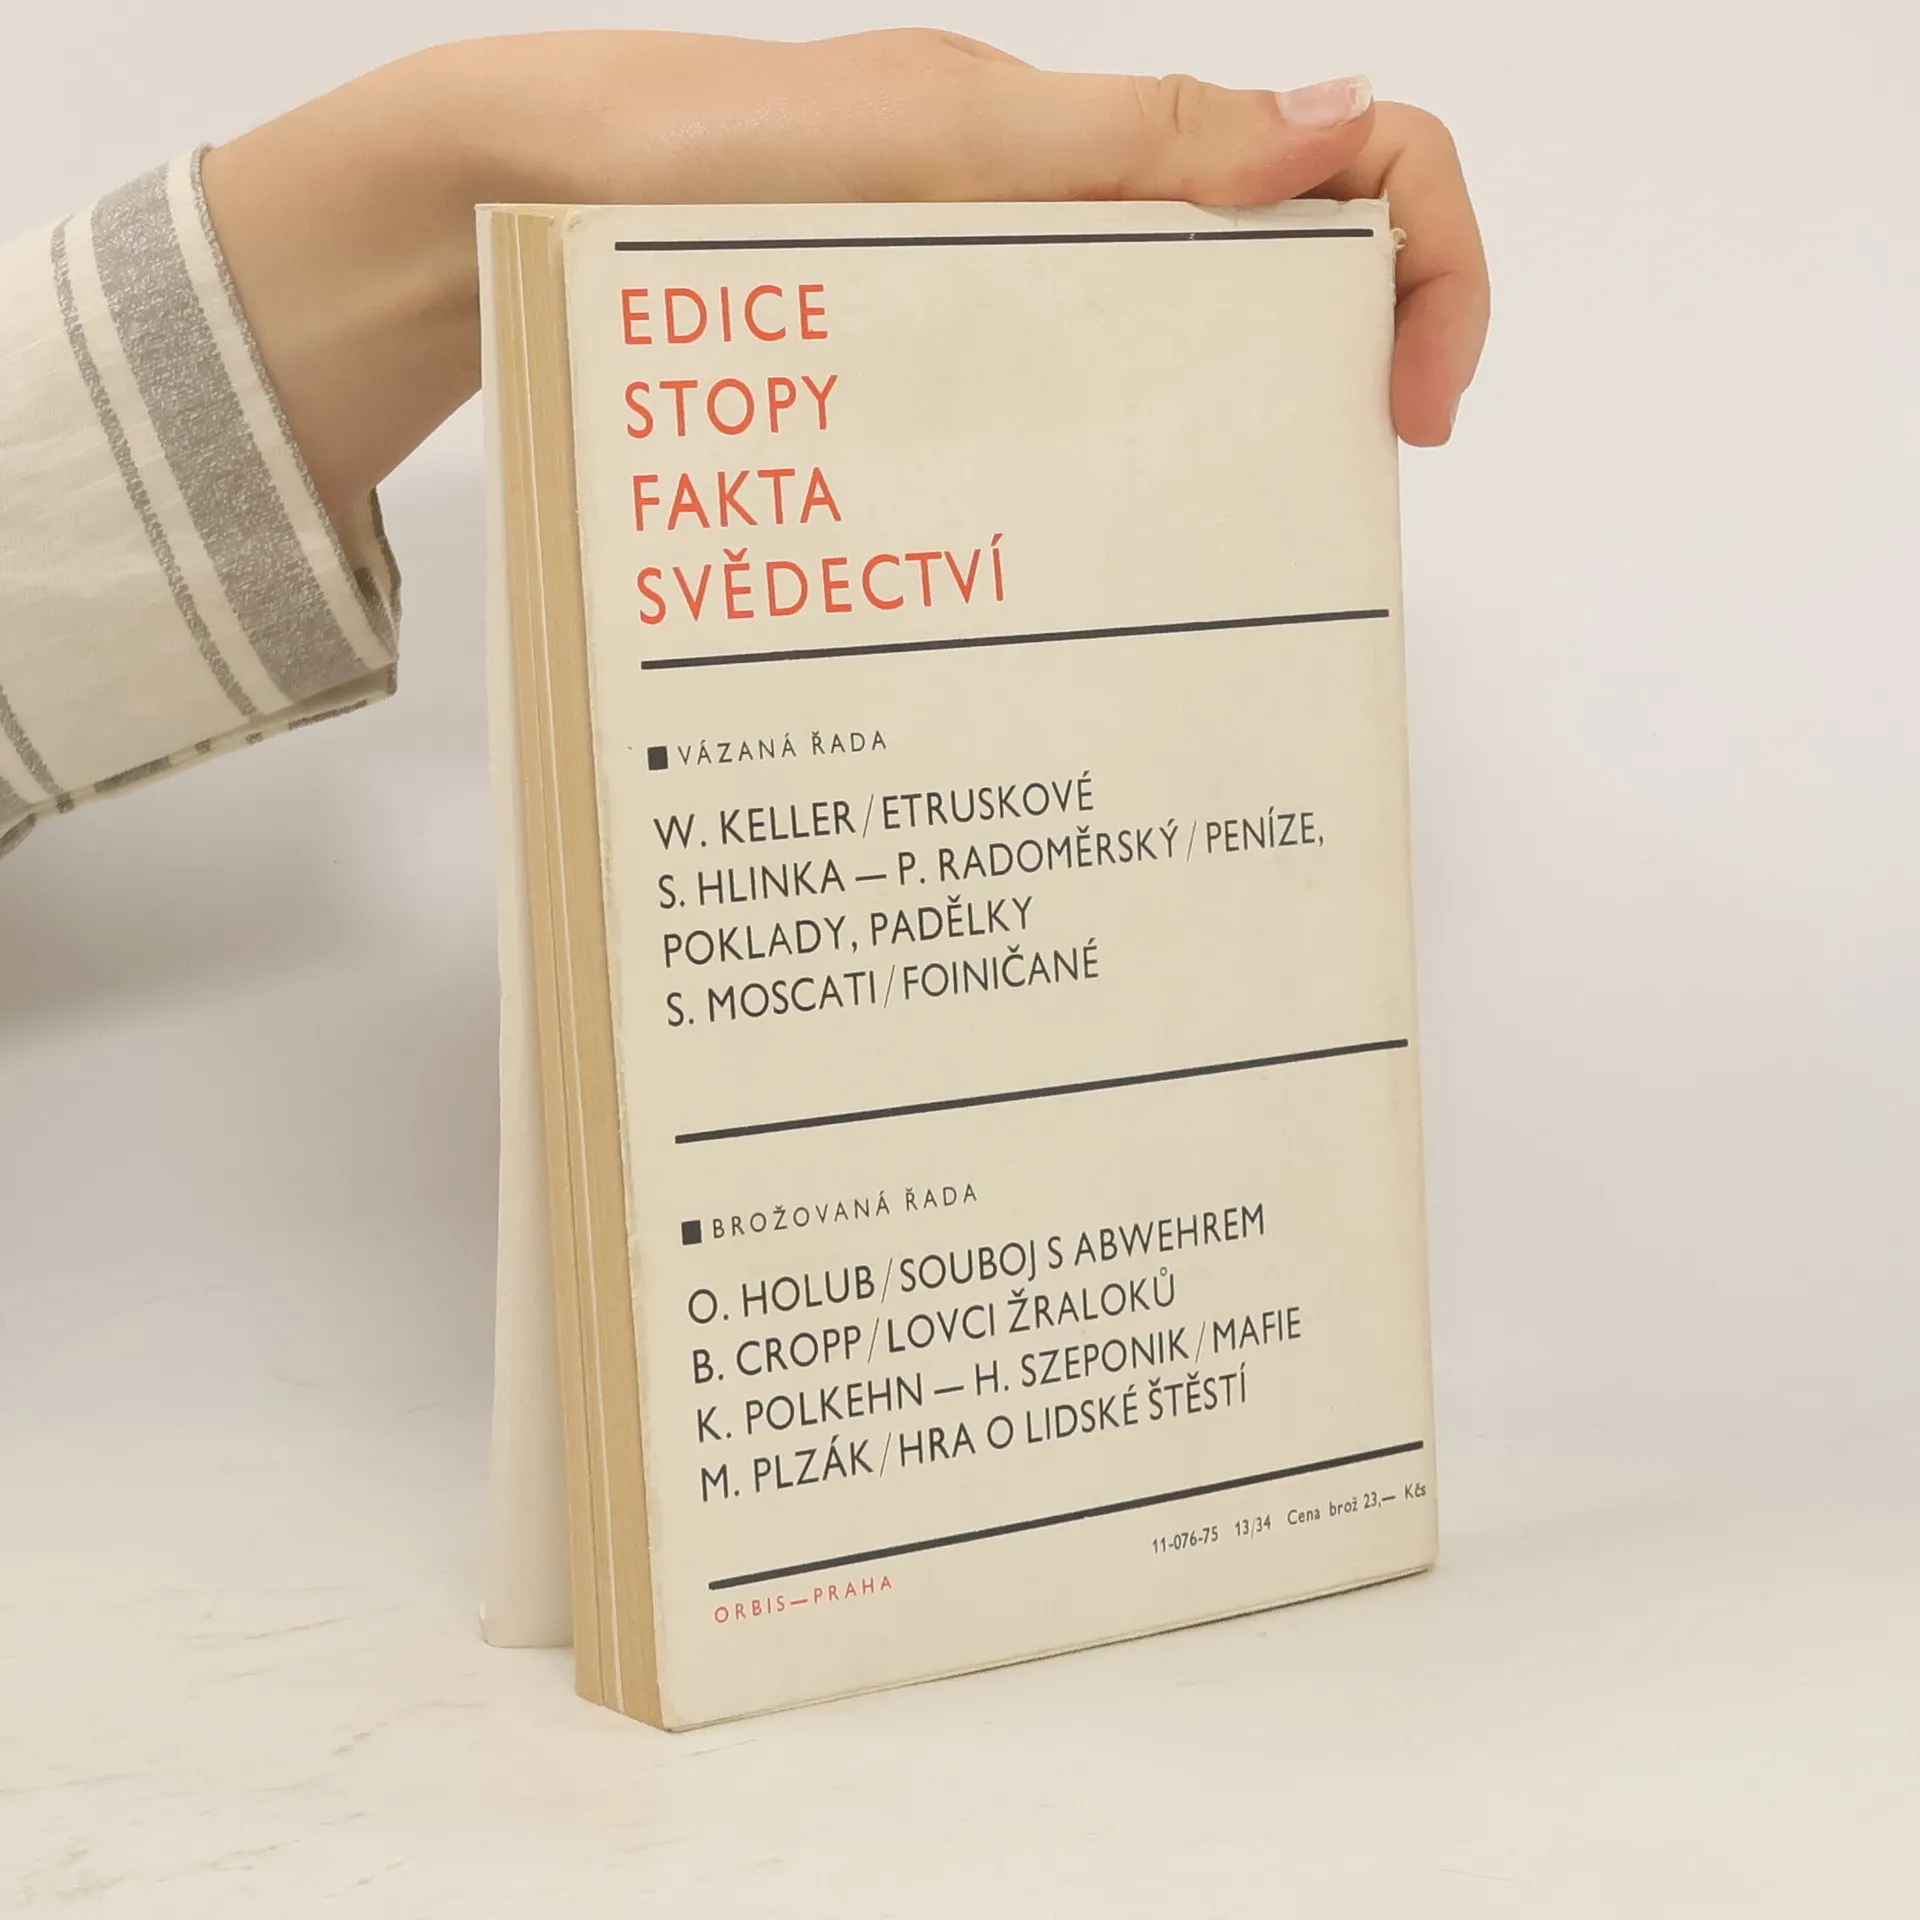 EDICE
STOPY
FAKTA
SVĚDECTVÍ
VÁZANÁ ŘADA
W. KELLER/ETRUSKOVÉ
S. HLINKA — P. RADOMĚRSKÝ/PENÍZE,
POKLADY, PADĚLKY
S. MOSCATI/FOINIČANÉ
BROŽOVANÁ ŘADA
O. HOLUB/SOUBOJ S ABWEHREM
B. CROPP/LOVCI ŽRALOKŮ
K. POLKEHN — H. SZEPONIK/MAFIE
M. PLZÁK/HRA O LIDSKÉ ŠTĚSTÍ
11-076-75 13/34 Cena brož 23,— Kčs
ORBIS—PRAHA